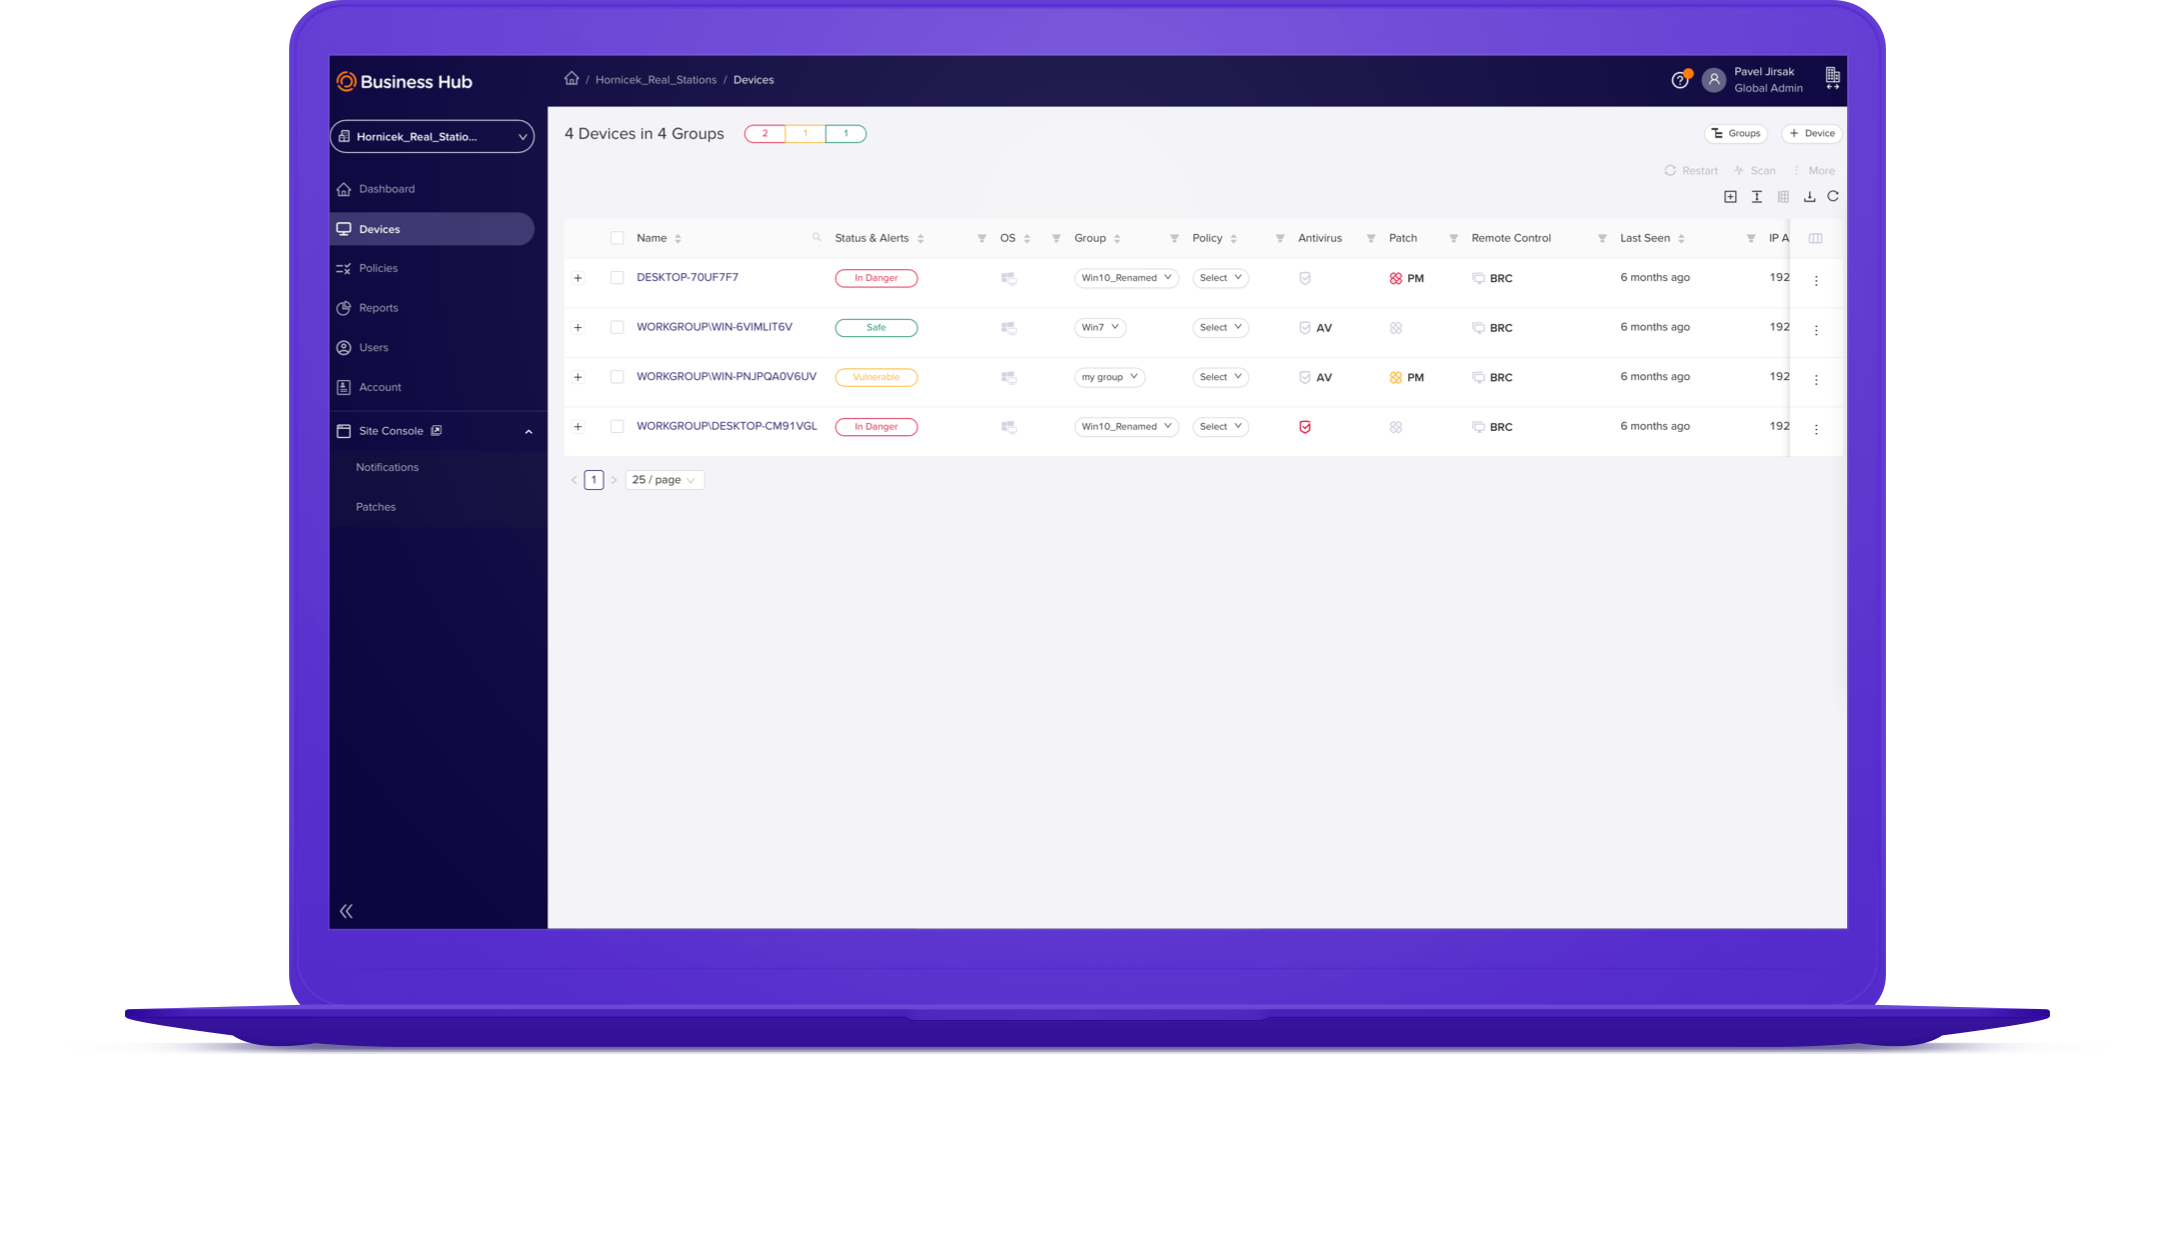 Business Hub
/ Hornicek_Real_Stations / Devices
Pavel Jirsak
Global Admin
Hornicek_Real_Statio...
Dashboard
Devices
Policies
Reports
Users
Account
Site Console
Notifications
Patches
4 Devices in 4 Groups 2 1 1
Groups + Device
Restart Scan More
Name Status & Alerts OS Group Policy Antivirus Patch Remote Control Last Seen IP A
+ DESKTOP-70UF7F7 In Danger Win10_Renamed Select PM BRC 6 months ago 192
+ WORKGROUP\WIN-6VIMLIT6V Safe Win7 Select AV BRC 6 months ago 192
+ WORKGROUP\WIN-PNJPQA0V6UV Vulnerable my group Select AV PM BRC 6 months ago 192
+ WORKGROUP\DESKTOP-CM91VGL In Danger Win10_Renamed Select BRC 6 months ago 192
< 1 > 25 / page